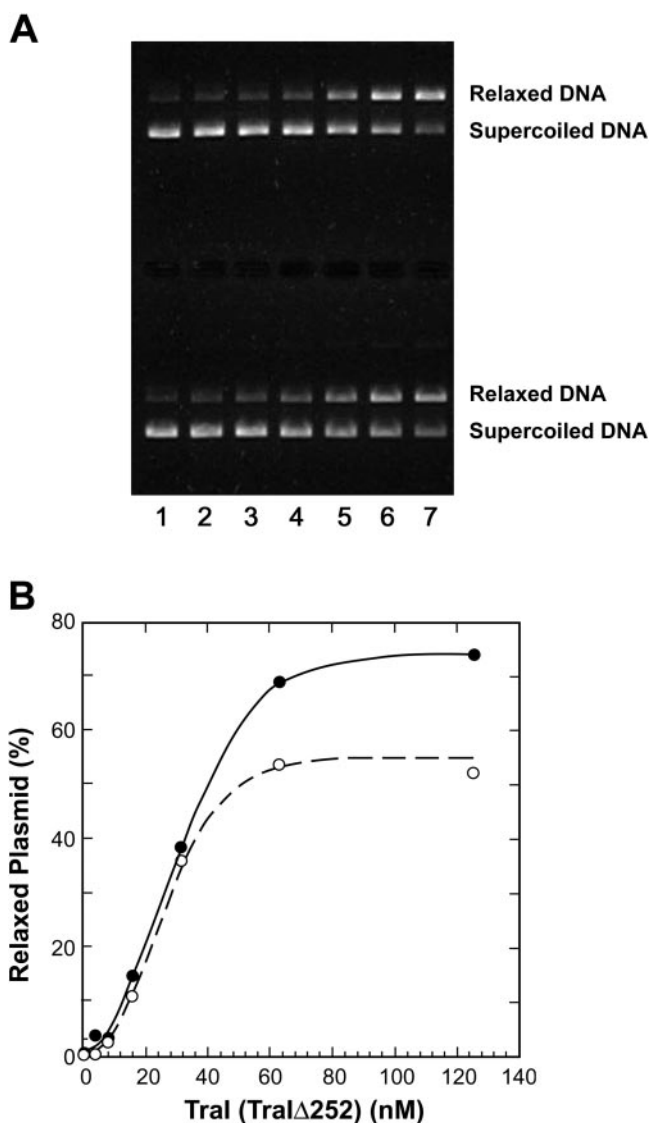 A
Relaxed DNA
Supercoiled DNA
Relaxed DNA
Supercoiled DNA
1 2 3 4 5 6 7
B
80
60
40
20
0
Relaxed Plasmid (%)
0 20 40 60 80 100 120 140
TraI (TraIΔ252) (nM)